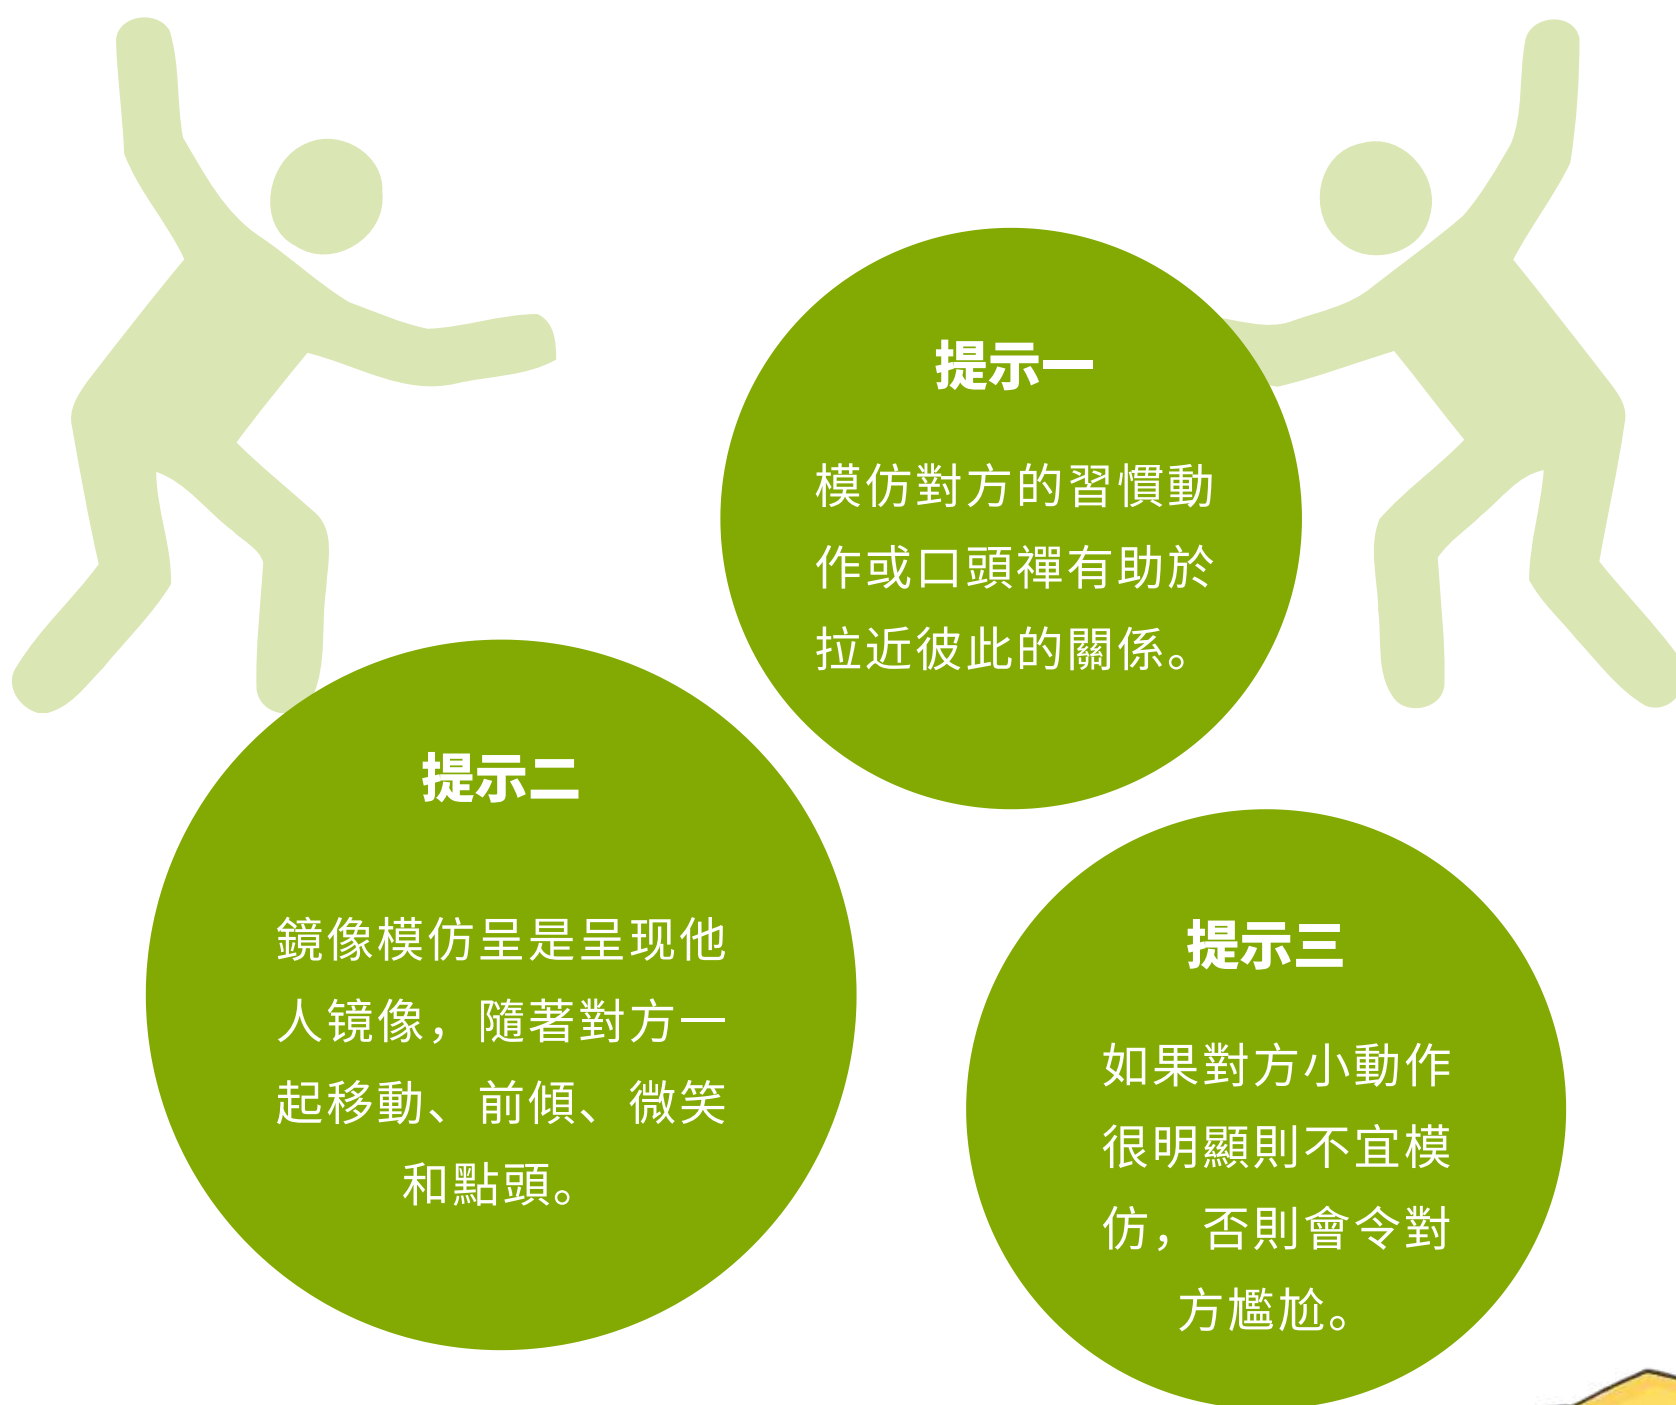 提示一
模仿對方的習慣動
作或口頭禪有助於
拉近彼此的關係。
提示二
鏡像模仿呈是呈现他
人镜像，隨著對方一
起移動、前傾、微笑
和點頭。
提示三
如果對方小動作
很明顯則不宜模
仿，否則會令對
方尷尬。